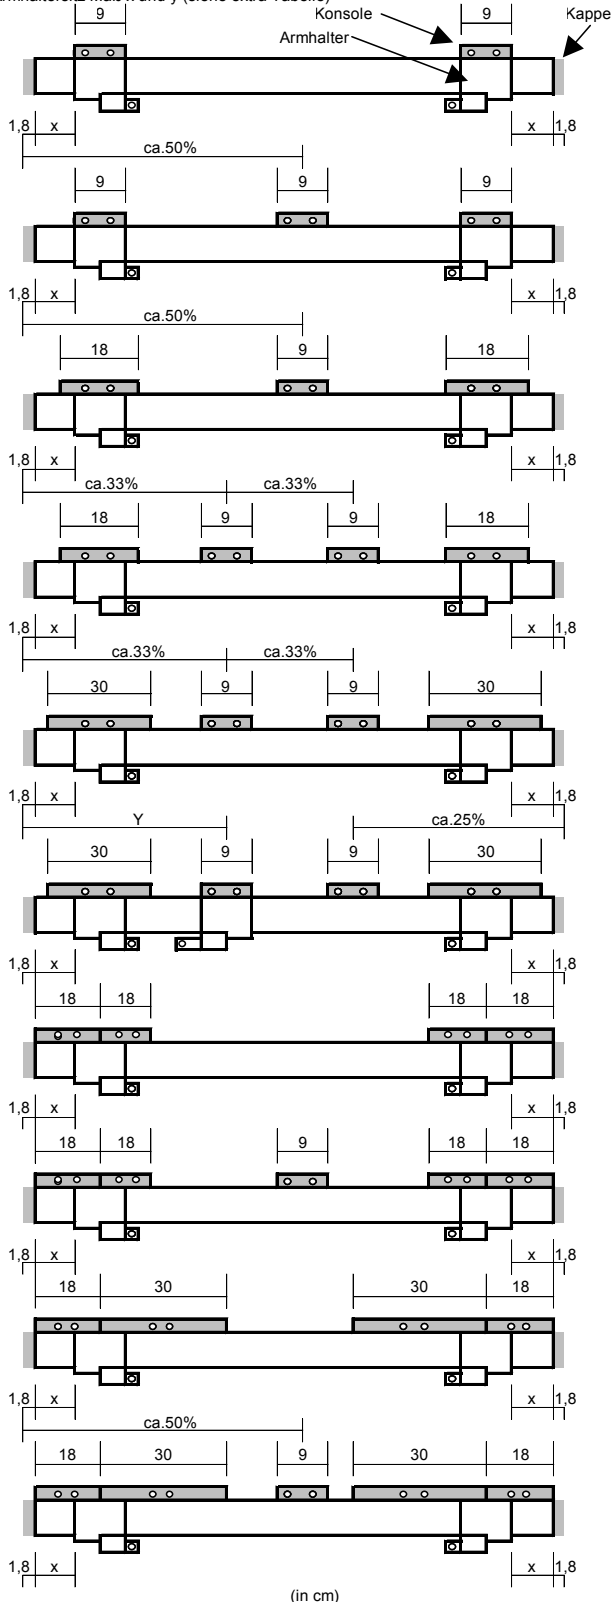 9 Konsole 9 Kappe
Armhalter
1,8 x x 1,8
ca.50%
9 9 9
1,8 x x 1,8
ca.50%
18 9 18
1,8 x x 1,8
ca.33% ca.33%
18 9 9 18
1,8 x x 1,8
ca.33% ca.33%
30 9 9 30
1,8 x x 1,8
Y ca.25%
30 9 9 30
1,8 x x 1,8
18 18 18 18
1,8 x x 1,8
18 18 9 18 18
1,8 x x 1,8
18 30 30 18
1,8 x x 1,8
ca.50%
18 30 9 30 18
1,8 x x 1,8
(in cm)